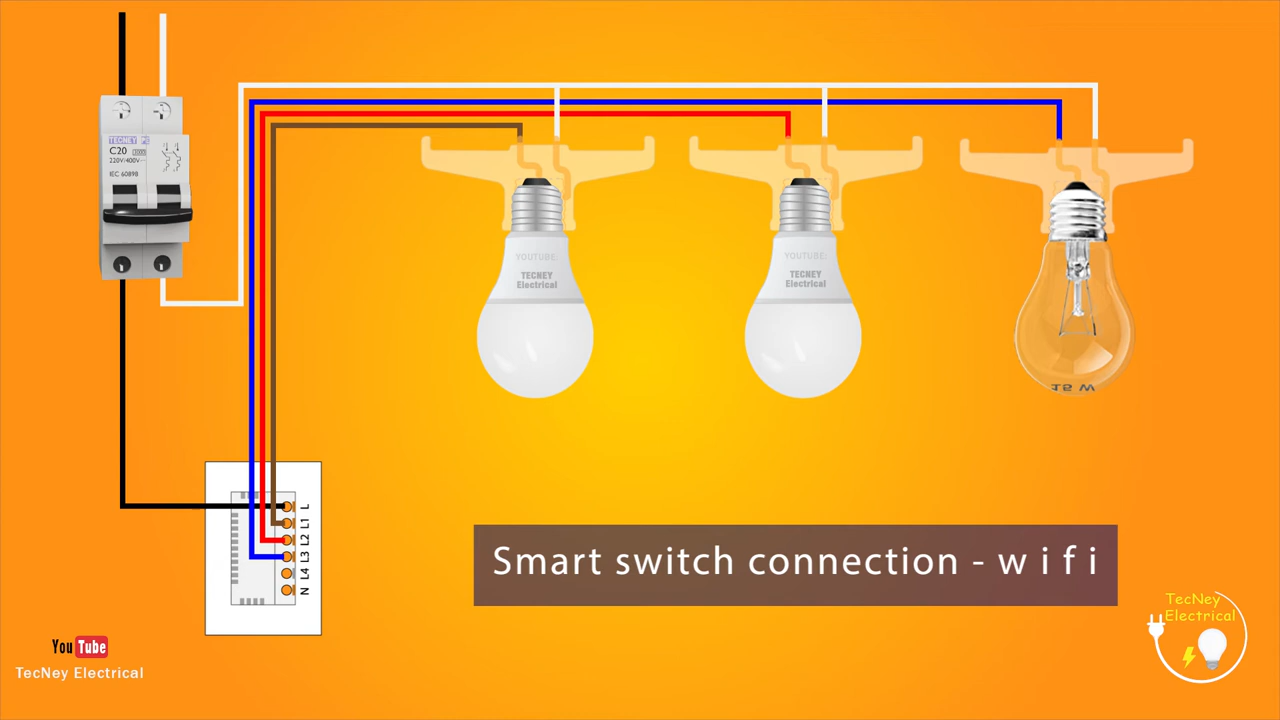 TECNEY
C20
220V/400V~
IEC 60898
YOUTUBE:
TECNEY
Electrical
YOUTUBE:
TECNEY
Electrical
15 W
L
L1
L2
L3
L4
N
Smart switch connection - w i f i
You Tube
TecNey Electrical
TecNey
Electrical